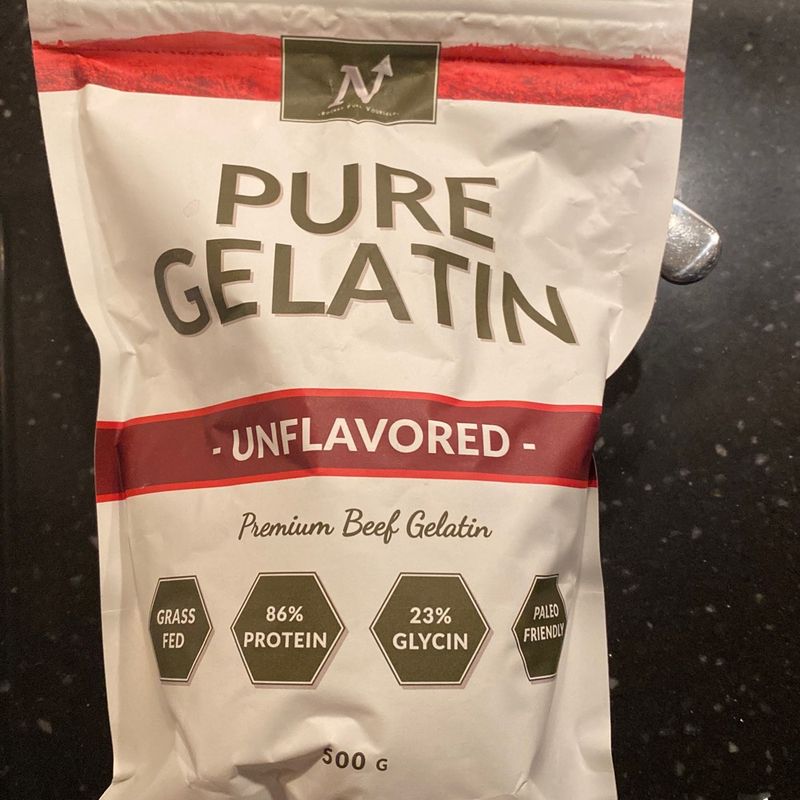 N
PURE
GELATIN
- UNFLAVORED -
Premium Beef Gelatin
GRASS
FED
86%
PROTEIN
23%
GLYCIN
PALEO
FRIENDLY
500 G